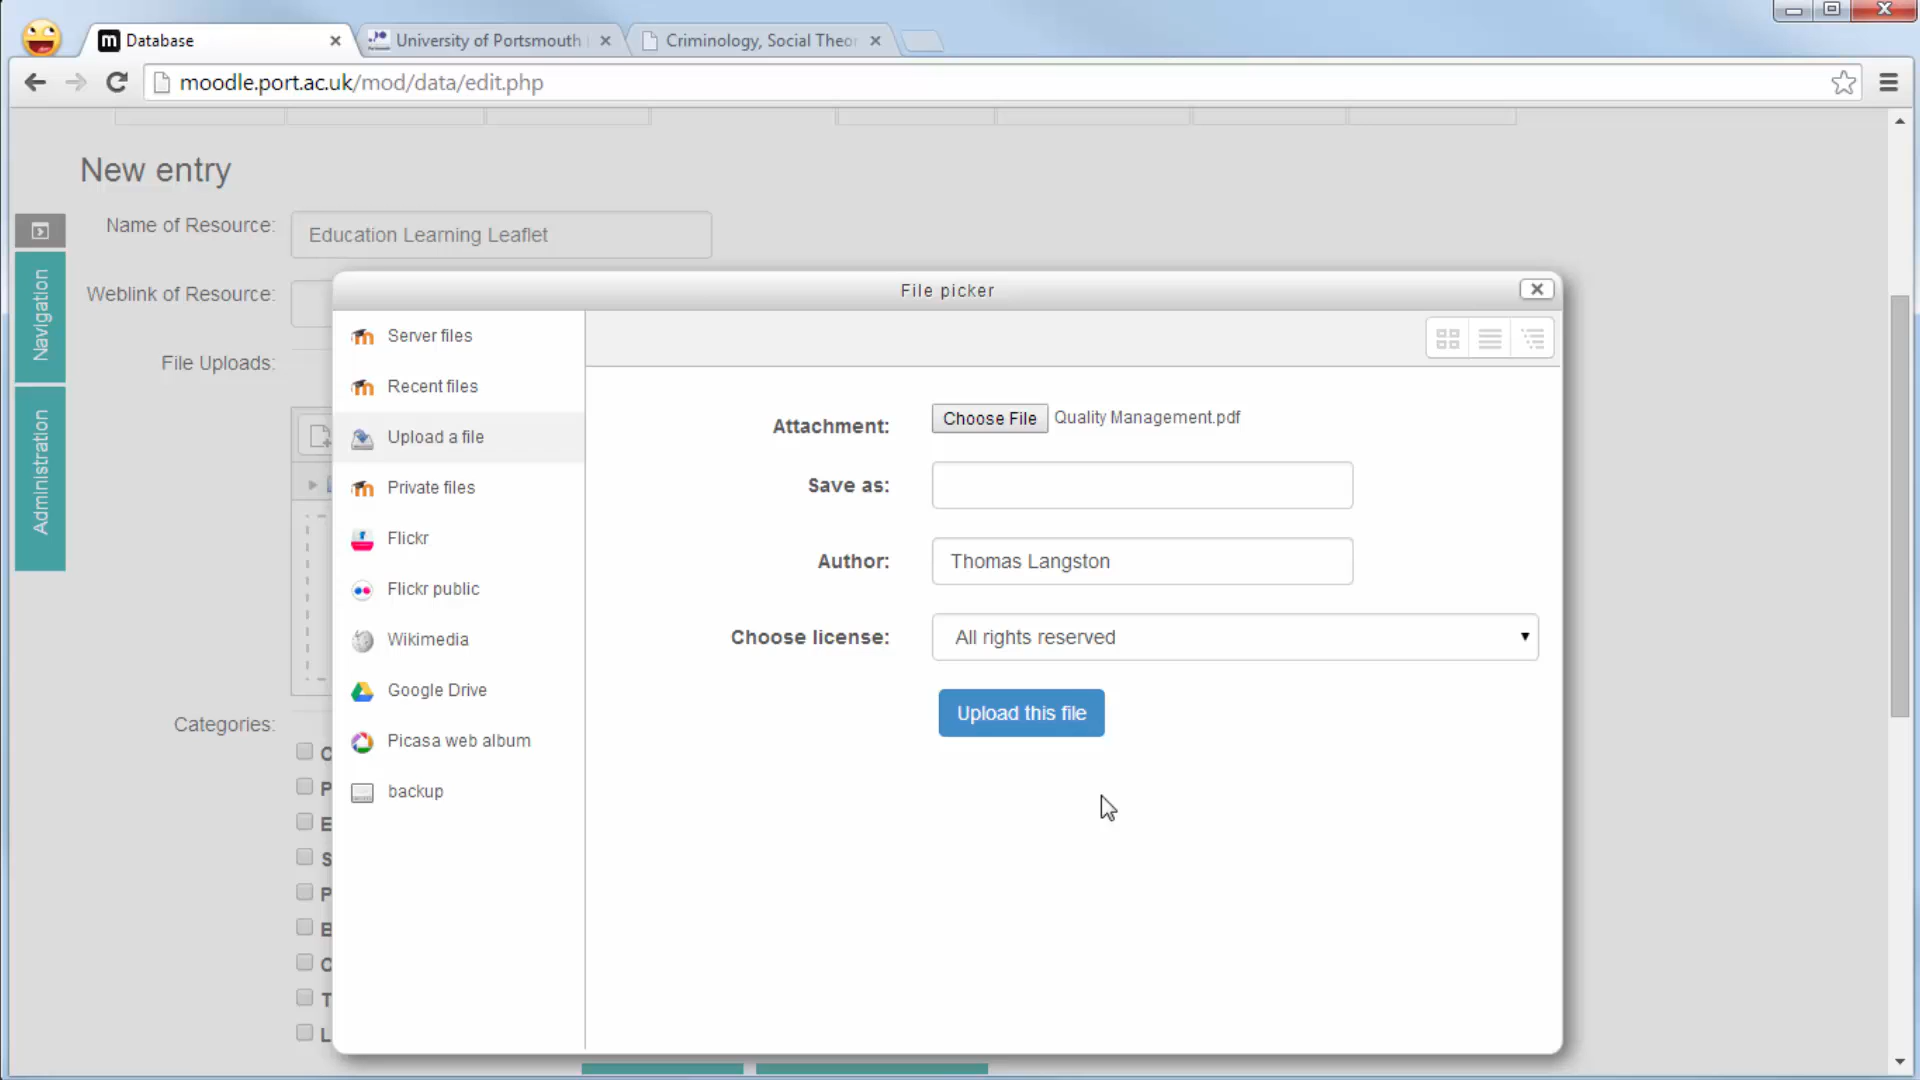 Database
University of Portsmouth
Criminology, Social Theor
moodle.port.ac.uk/mod/data/edit.php
New entry
Name of Resource:
Education Learning Leaflet
Weblink of Resource:
File Uploads:
Categories:
Navigation
Administration
File picker
Server files
Recent files
Upload a file
Private files
Flickr
Flickr public
Wikimedia
Google Drive
Picasa web album
backup
Attachment:
Choose File Quality Management.pdf
Save as:
Author:
Thomas Langston
Choose license:
All rights reserved
Upload this file
P
E
S
P
B
T
L